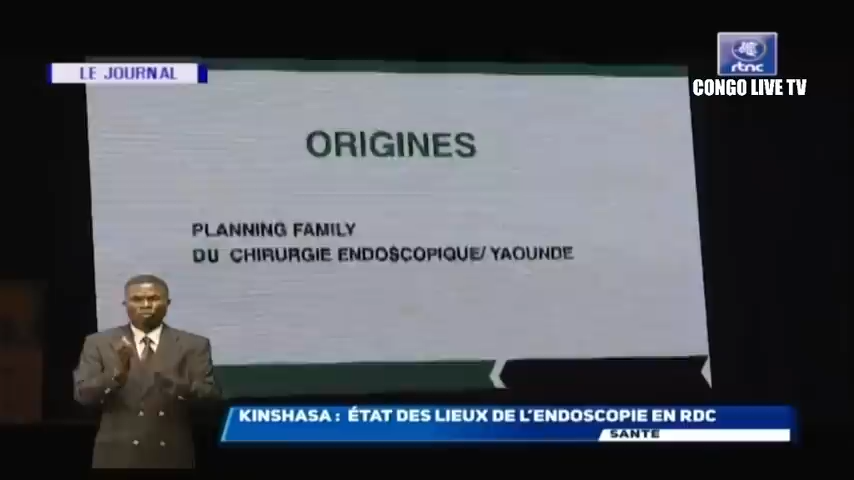 LE JOURNAL
rtnc
CONGO LIVE TV
ORIGINES
PLANNING FAMILY
DU CHIRURGIE ENDOSCOPIQUE/ YAOUNDE
KINSHASA : ÉTAT DES LIEUX DE L'ENDOSCOPIE EN RDC
SANTÉ